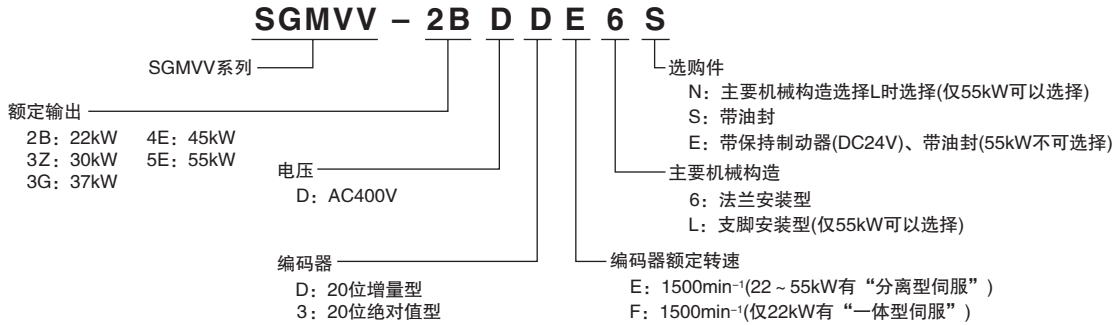 SGMVV – 2B D D E 6 S
SGMVV系列
选购件
N：主要机械构造选择L时选择(仅55kW可以选择)
S：带油封
E：带保持制动器(DC24V)、带油封(55kW不可选择)
额定输出
2B：22kW 4E：45kW
3Z：30kW 5E：55kW
3G：37kW
电压
D：AC400V
主要机械构造
6：法兰安装型
L：支脚安装型(仅55kW可以选择)
编码器
D：20位增量型
3：20位绝对值型
编码器额定转速
E：1500min⁻¹(22 ~ 55kW有“分离型伺服”)
F：1500min⁻¹(仅22kW有“一体型伺服”)